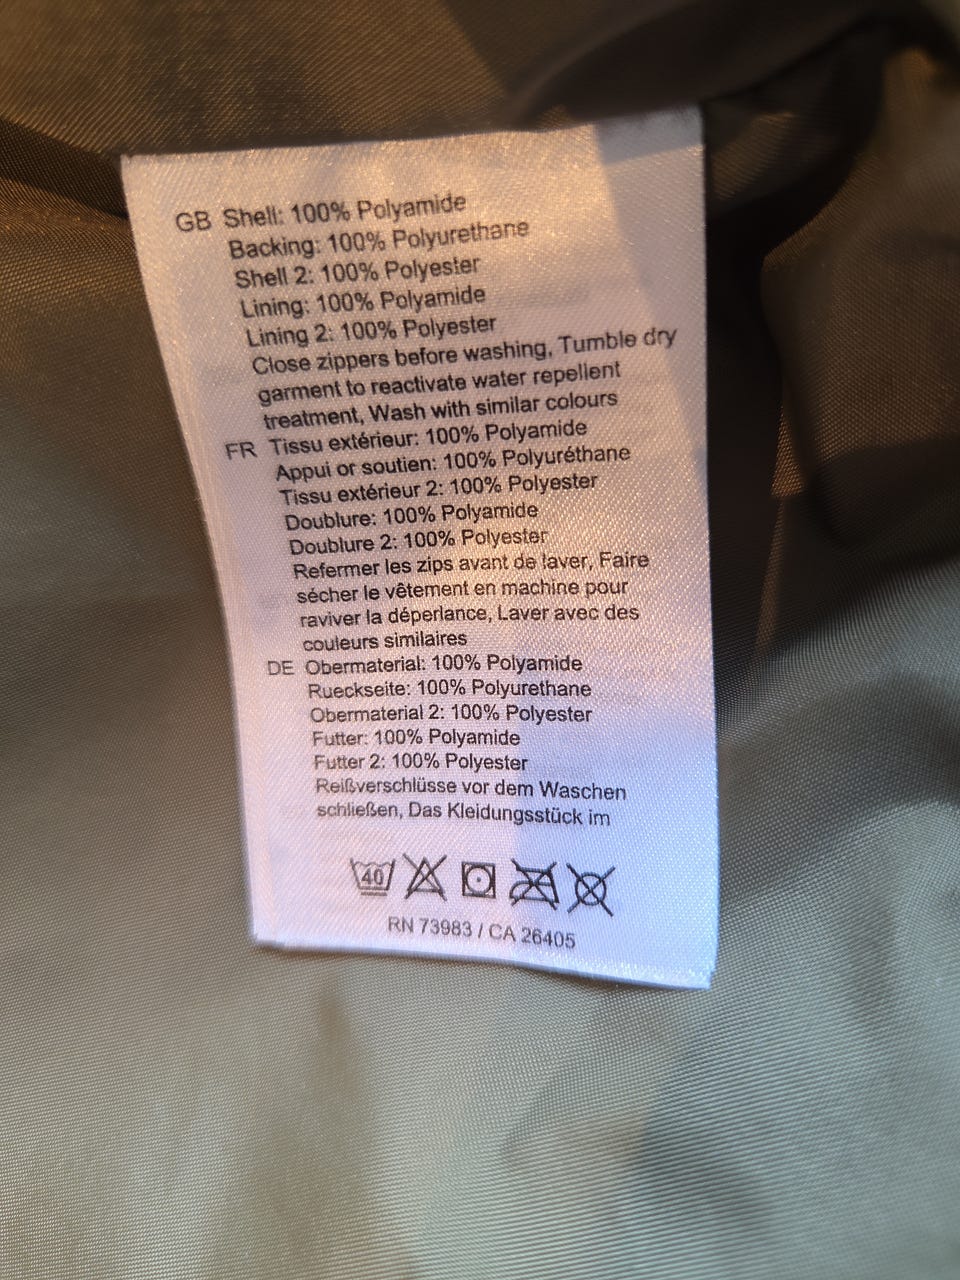 GB Shell: 100% Polyamide
Backing: 100% Polyurethane
Shell 2: 100% Polyester
Lining: 100% Polyamide
Lining 2: 100% Polyester
Close zippers before washing, Tumble dry
garment to reactivate water repellent
treatment, Wash with similar colours
FR Tissu extérieur: 100% Polyamide
Appui or soutien: 100% Polyuréthane
Tissu extérieur 2: 100% Polyester
Doublure: 100% Polyamide
Doublure 2: 100% Polyester
Refermer les zips avant de laver, Faire
sécher le vêtement en machine pour
raviver la déperlance, Laver avec des
couleurs similaires
DE Obermaterial: 100% Polyamide
Rueckseite: 100% Polyurethane
Obermaterial 2: 100% Polyester
Futter: 100% Polyamide
Futter 2: 100% Polyester
Reißverschlüsse vor dem Waschen
schließen, Das Kleidungsstück im
40
RN 73983 / CA 26405